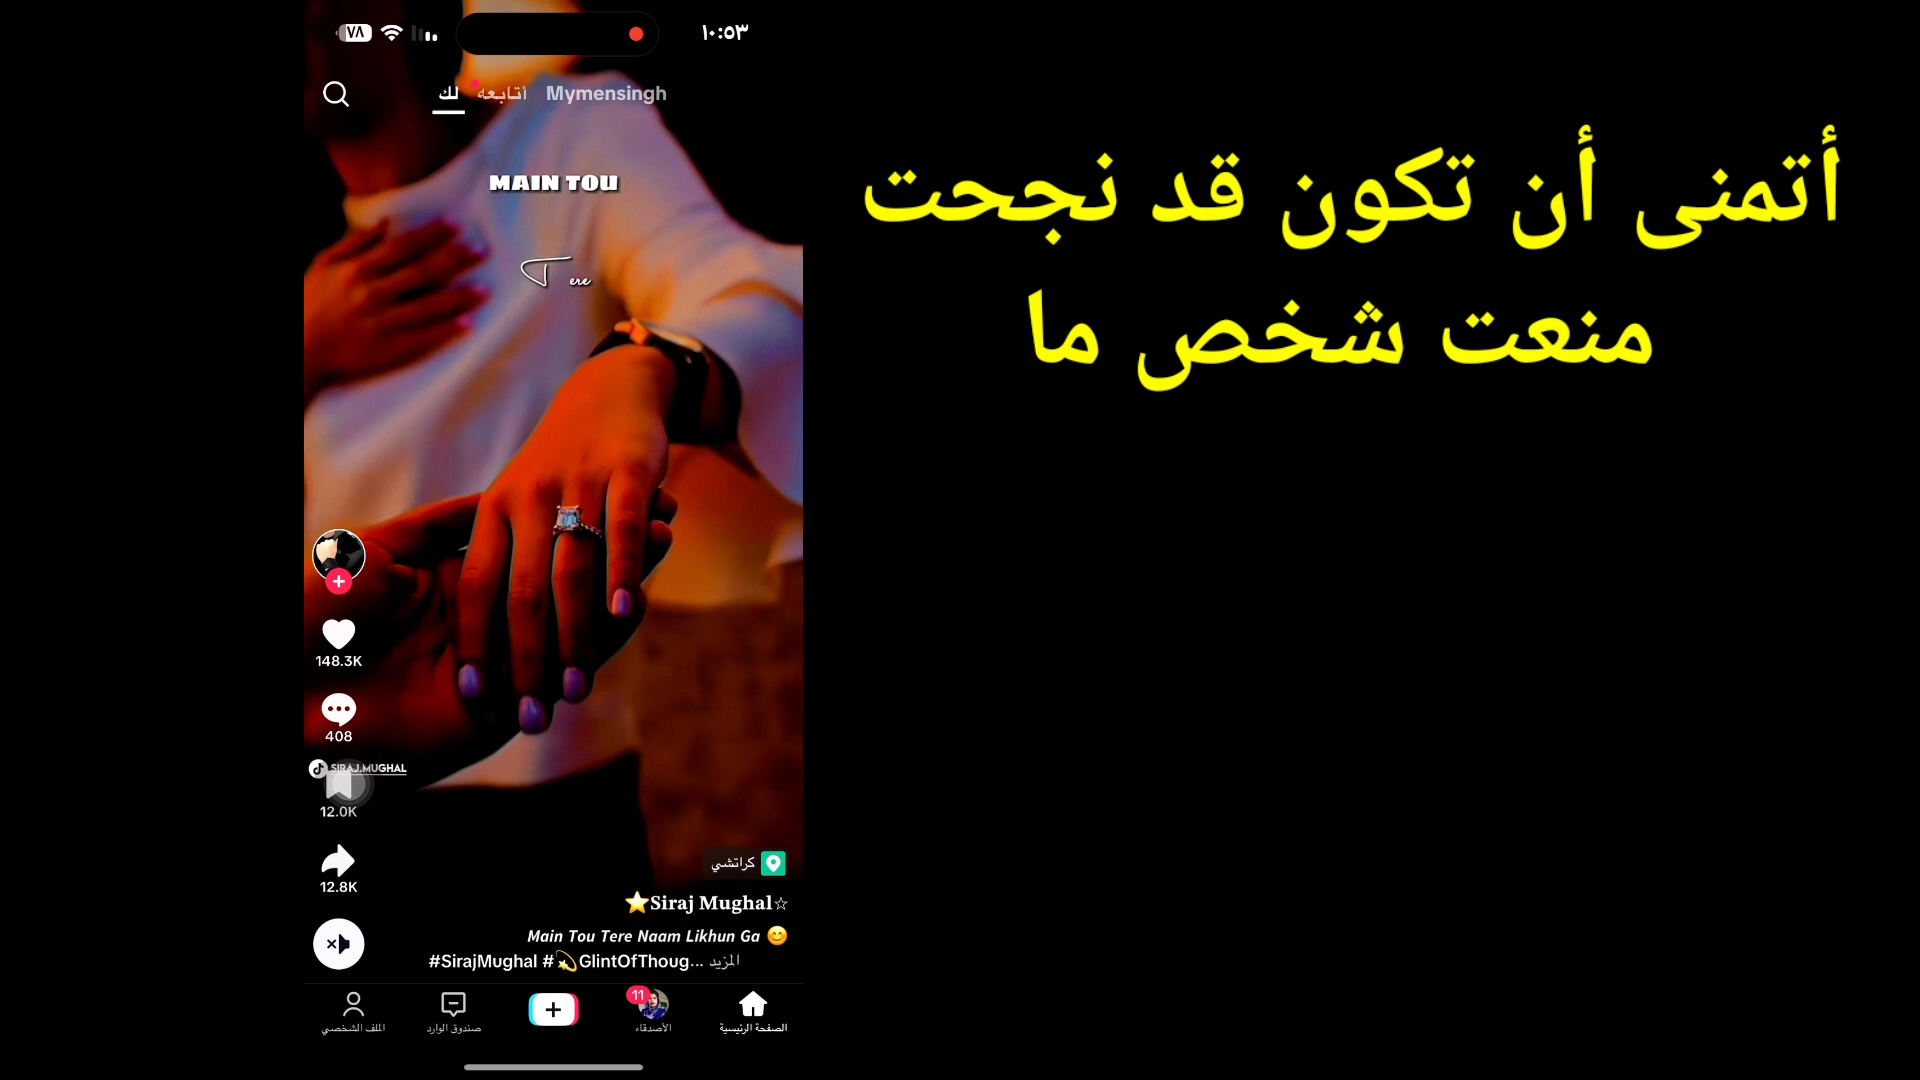 ٧٨
١٠:٥٣
لك
أتابعه
Mymensingh
MAIN TOU
Tere
أتمنى أن تكون قد نجحت
منعت شخص ما
148.3K
408
SIRAJ.MUGHAL
12.0K
12.8K
كراتشي
⭐Siraj Mughal☆
Main Tou Tere Naam Likhun Ga 😊
#SirajMughal #💫GlintOfThoug... المزيد
11
الصفحة الرئيسية
الأصدقاء
صندوق الوارد
الملف الشخصي